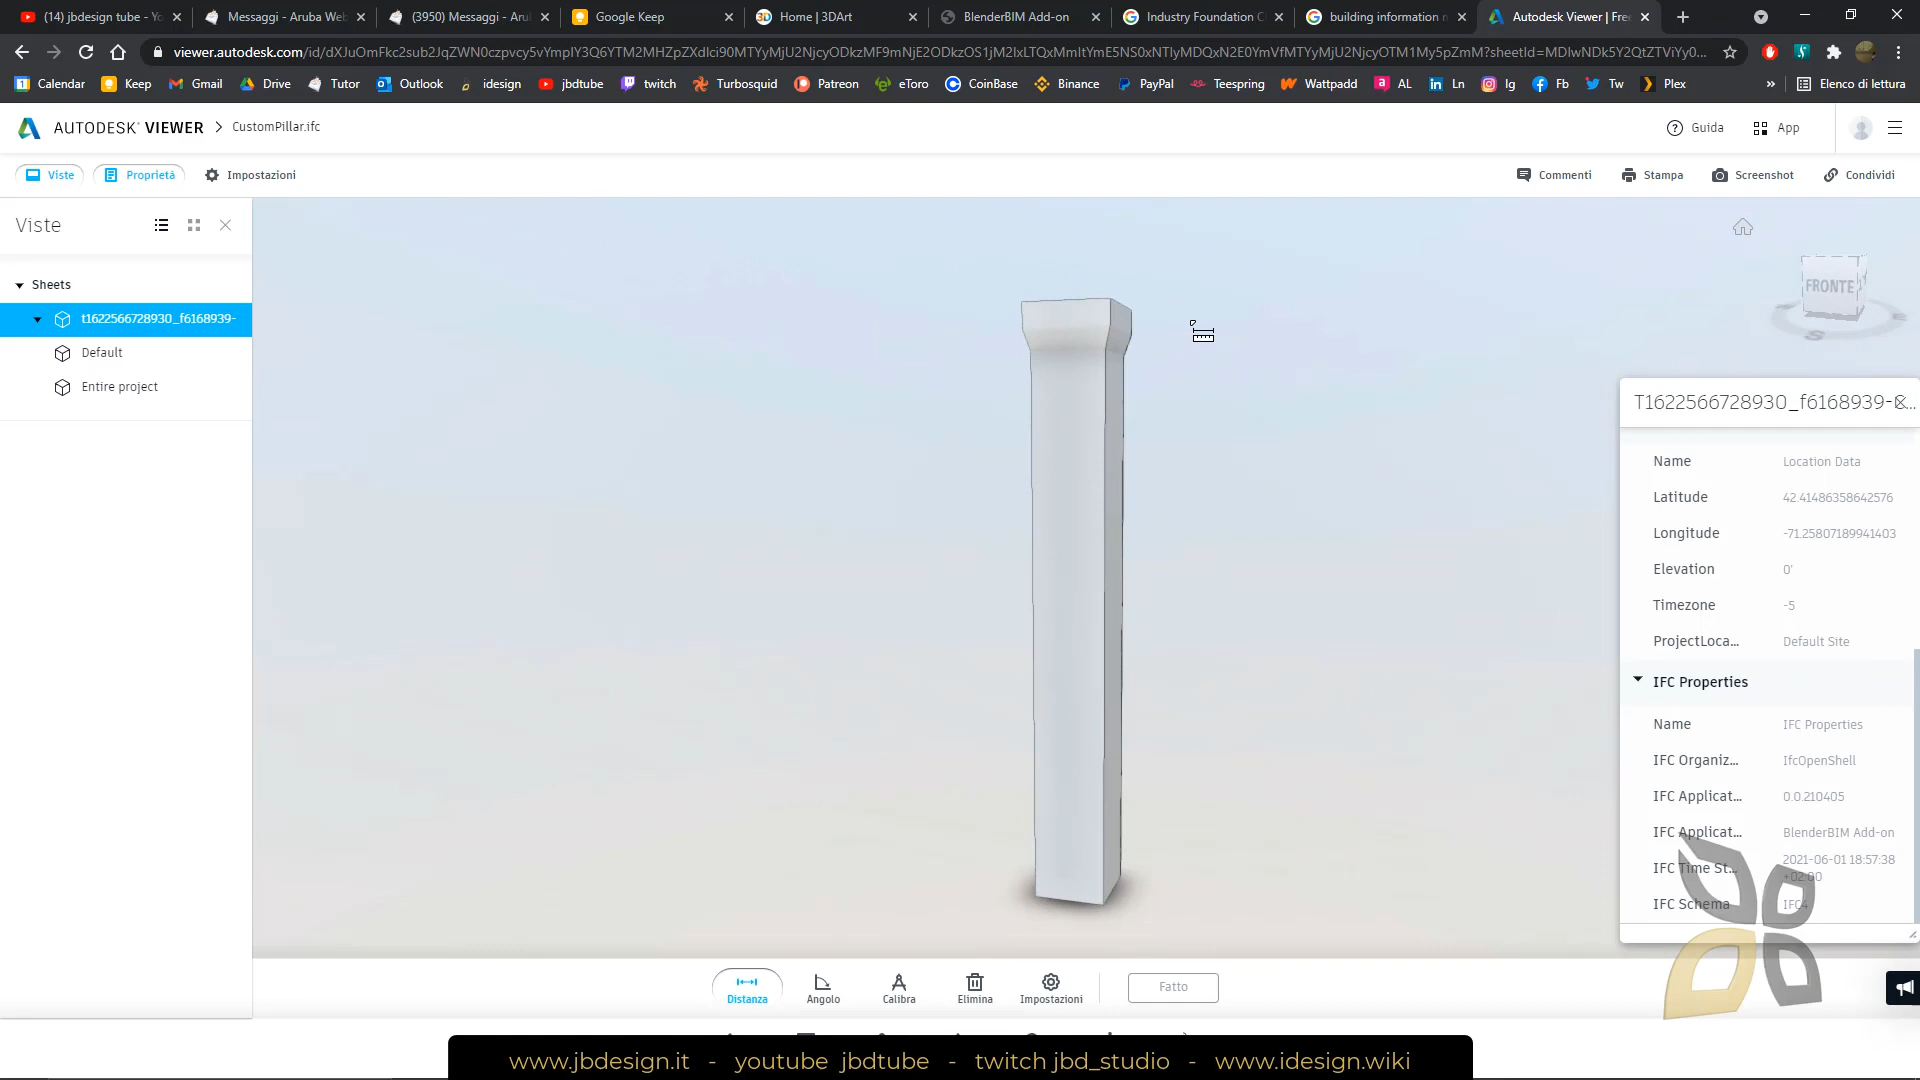 (14) jbdesign tube - Yo
Messaggi - Aruba Web
(3950) Messaggi - Aru
Google Keep
Home | 3DArt
BlenderBIM Add-on
Industry Foundation Cl
building information m
Autodesk Viewer | Free
Calendar
Keep
Gmail
Drive
Tutor
Outlook
idesign
jbdtube
twitch
Turbosquid
Patreon
eToro
CoinBase
Binance
PayPal
Teespring
Wattpadd
AL
Ln
Ig
Fb
Tw
Plex
Elenco di lettura
AUTODESK VIEWER > CustomPillar.ifc
Guida
App
Viste
Proprietà
Impostazioni
Commenti
Stampa
Screenshot
Condividi
Viste
Sheets
t1622566728930_f6168939-
Default
Entire project
FRONTE
S
E
Name Location Data
Latitude 42.41486358642576
Longitude -71.25807189941403
Elevation 0'
Timezone -5
ProjectLoca... Default Site
IFC Properties
Name IFC Properties
IFC Organiz... IfcOpenShell
IFC Applicat... 0.0.210405
IFC Applicat... BlenderBIM Add-on
IFC Time St... 2021-06-01 18:57:38
+02:00
IFC Schema IFC4
Distanza
Angolo
Calibra
Elimina
Impostazioni
Fatto
www.jbdesign.it - youtube jbdtube - twitch jbd_studio - www.idesign.wiki